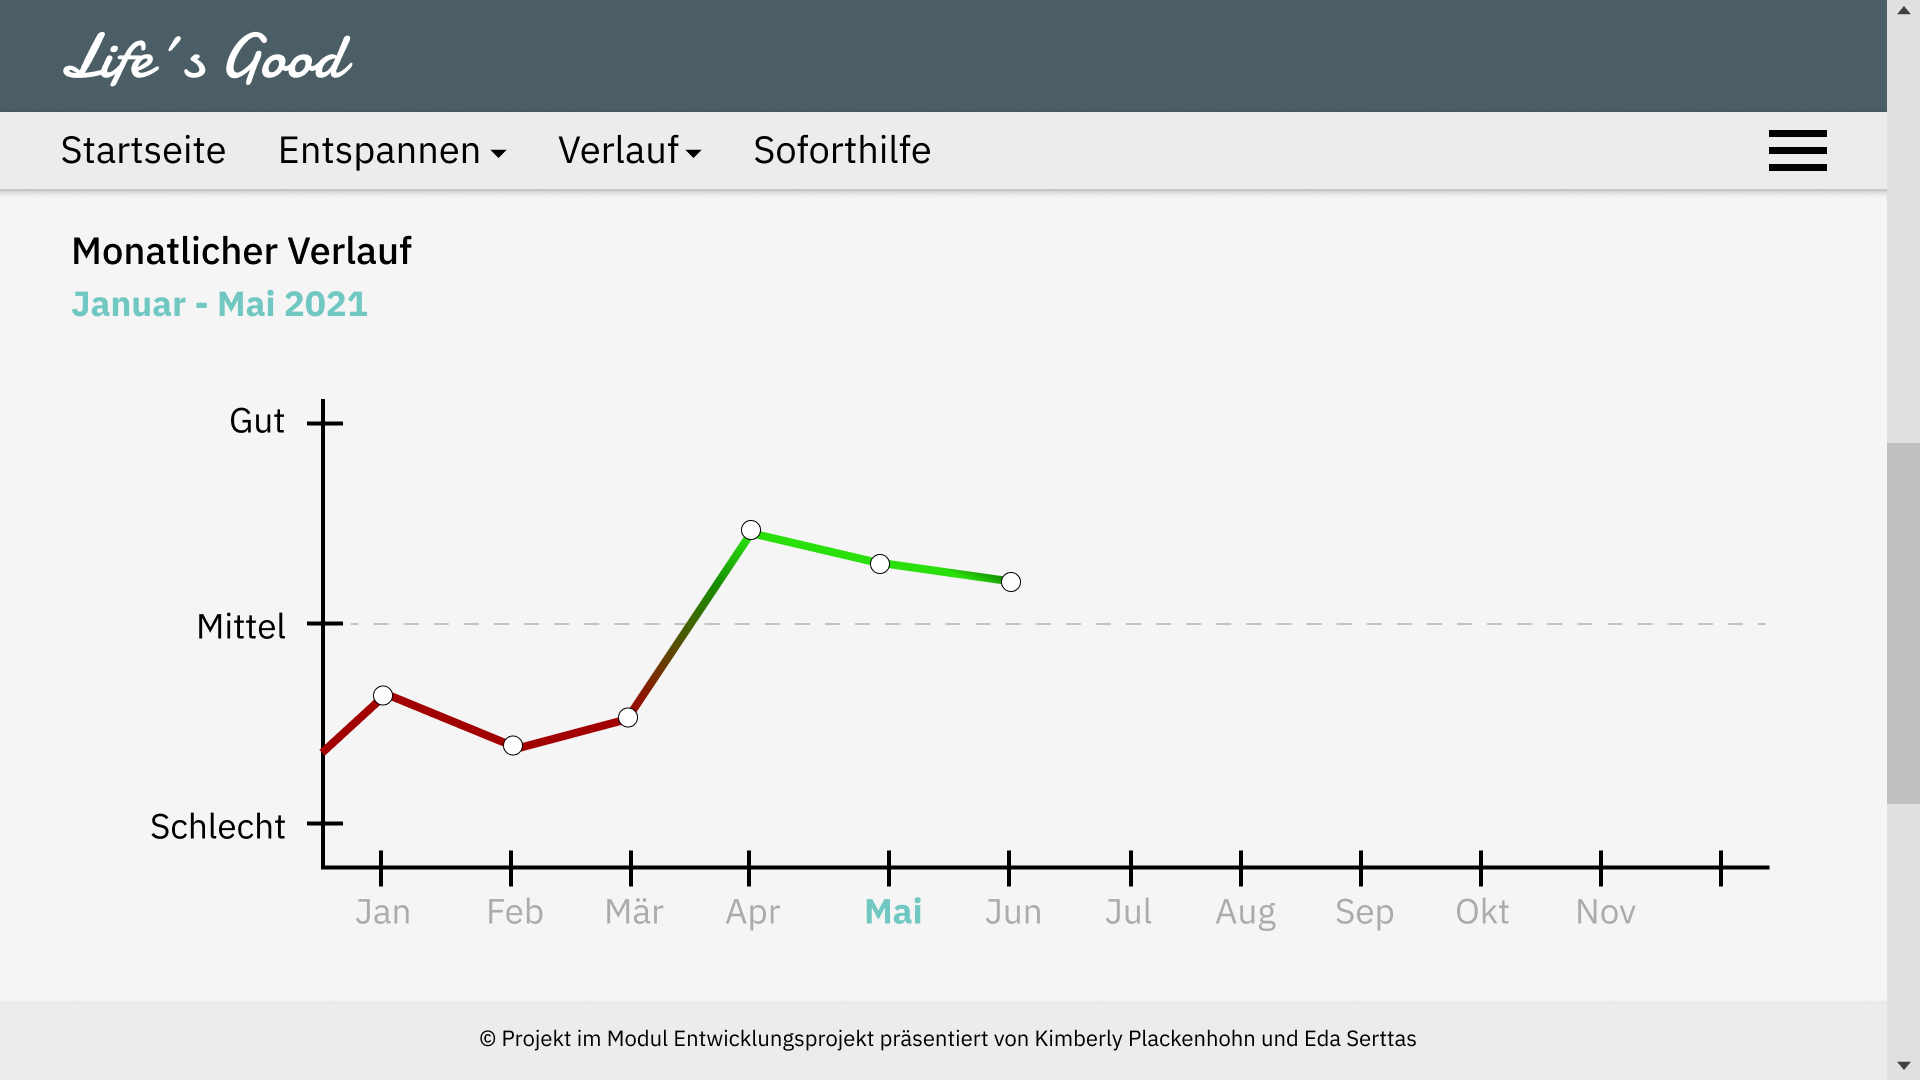 Life´s Good
Startseite Entspannen Verlauf Soforthilfe
Monatlicher Verlauf
Januar - Mai 2021
Gut
Mittel
Schlecht
Jan Feb Mär Apr Mai Jun Jul Aug Sep Okt Nov
© Projekt im Modul Entwicklungsprojekt präsentiert von Kimberly Plackenhohn und Eda Serttas